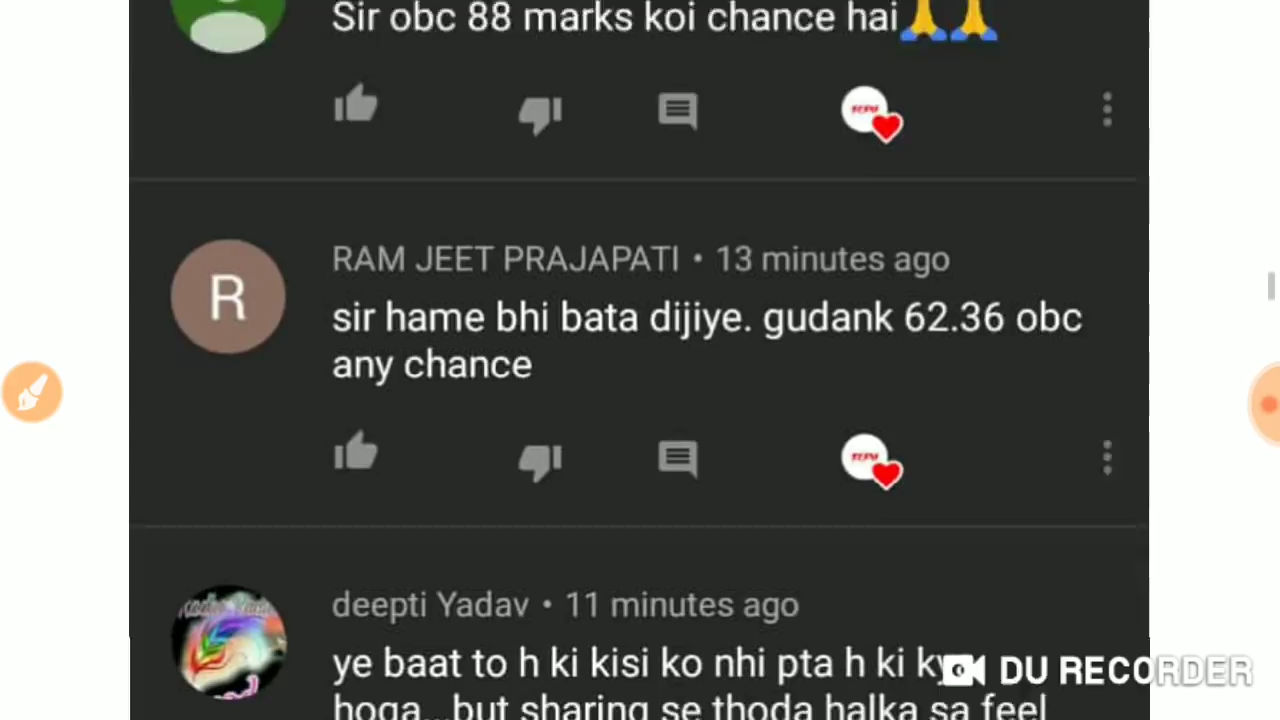 Sir obc 88 marks koi chance hai🙏🙏
RAM JEET PRAJAPATI • 13 minutes ago
R
sir hame bhi bata dijiye. gudank 62.36 obc
any chance
deepti Yadav • 11 minutes ago
ye baat to h ki kisi ko nhi pta h ki
DU RECORDER
hoga...but sharing se thoda halka sa feel